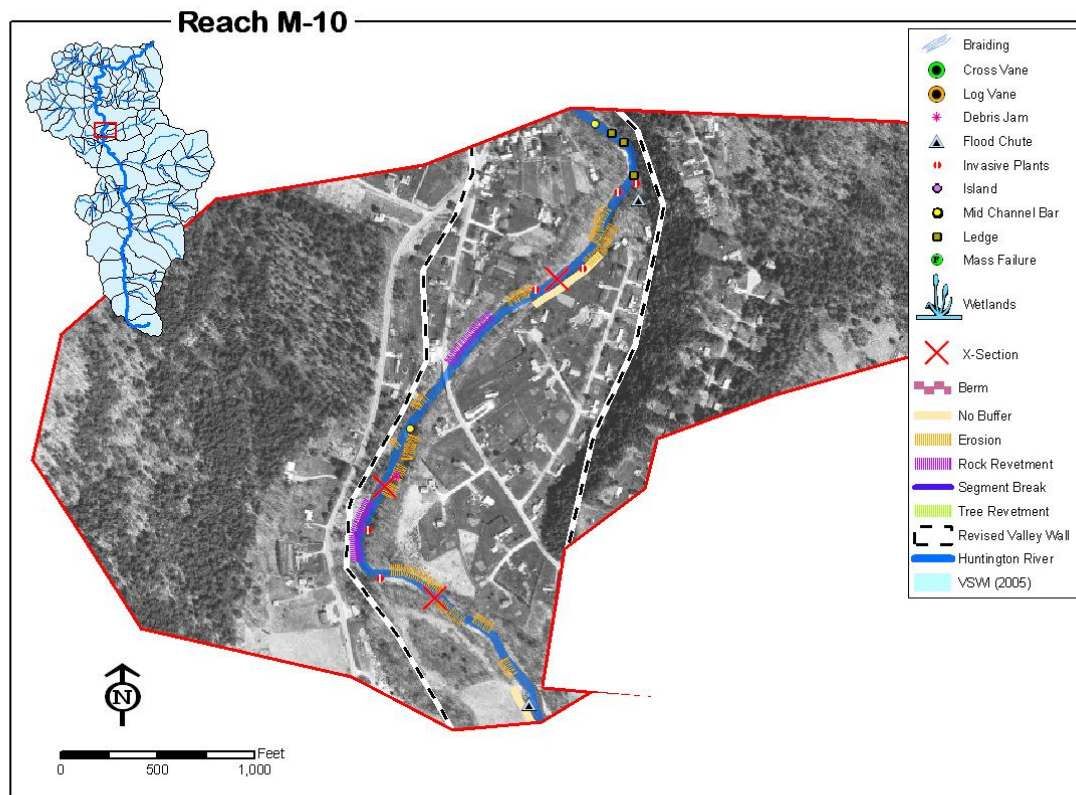 Reach M-10
Braiding
Cross Vane
Log Vane
Debris Jam
Flood Chute
Invasive Plants
Island
Mid Channel Bar
Ledge
F
Mass Failure
Wetlands
X-Section
Berm
No Buffer
Erosion
Rock Revetment
Segment Break
Tree Revetment
Revised Valley Wall
Huntington River
VSWI (2005)
N
Feet
0 500 1,000